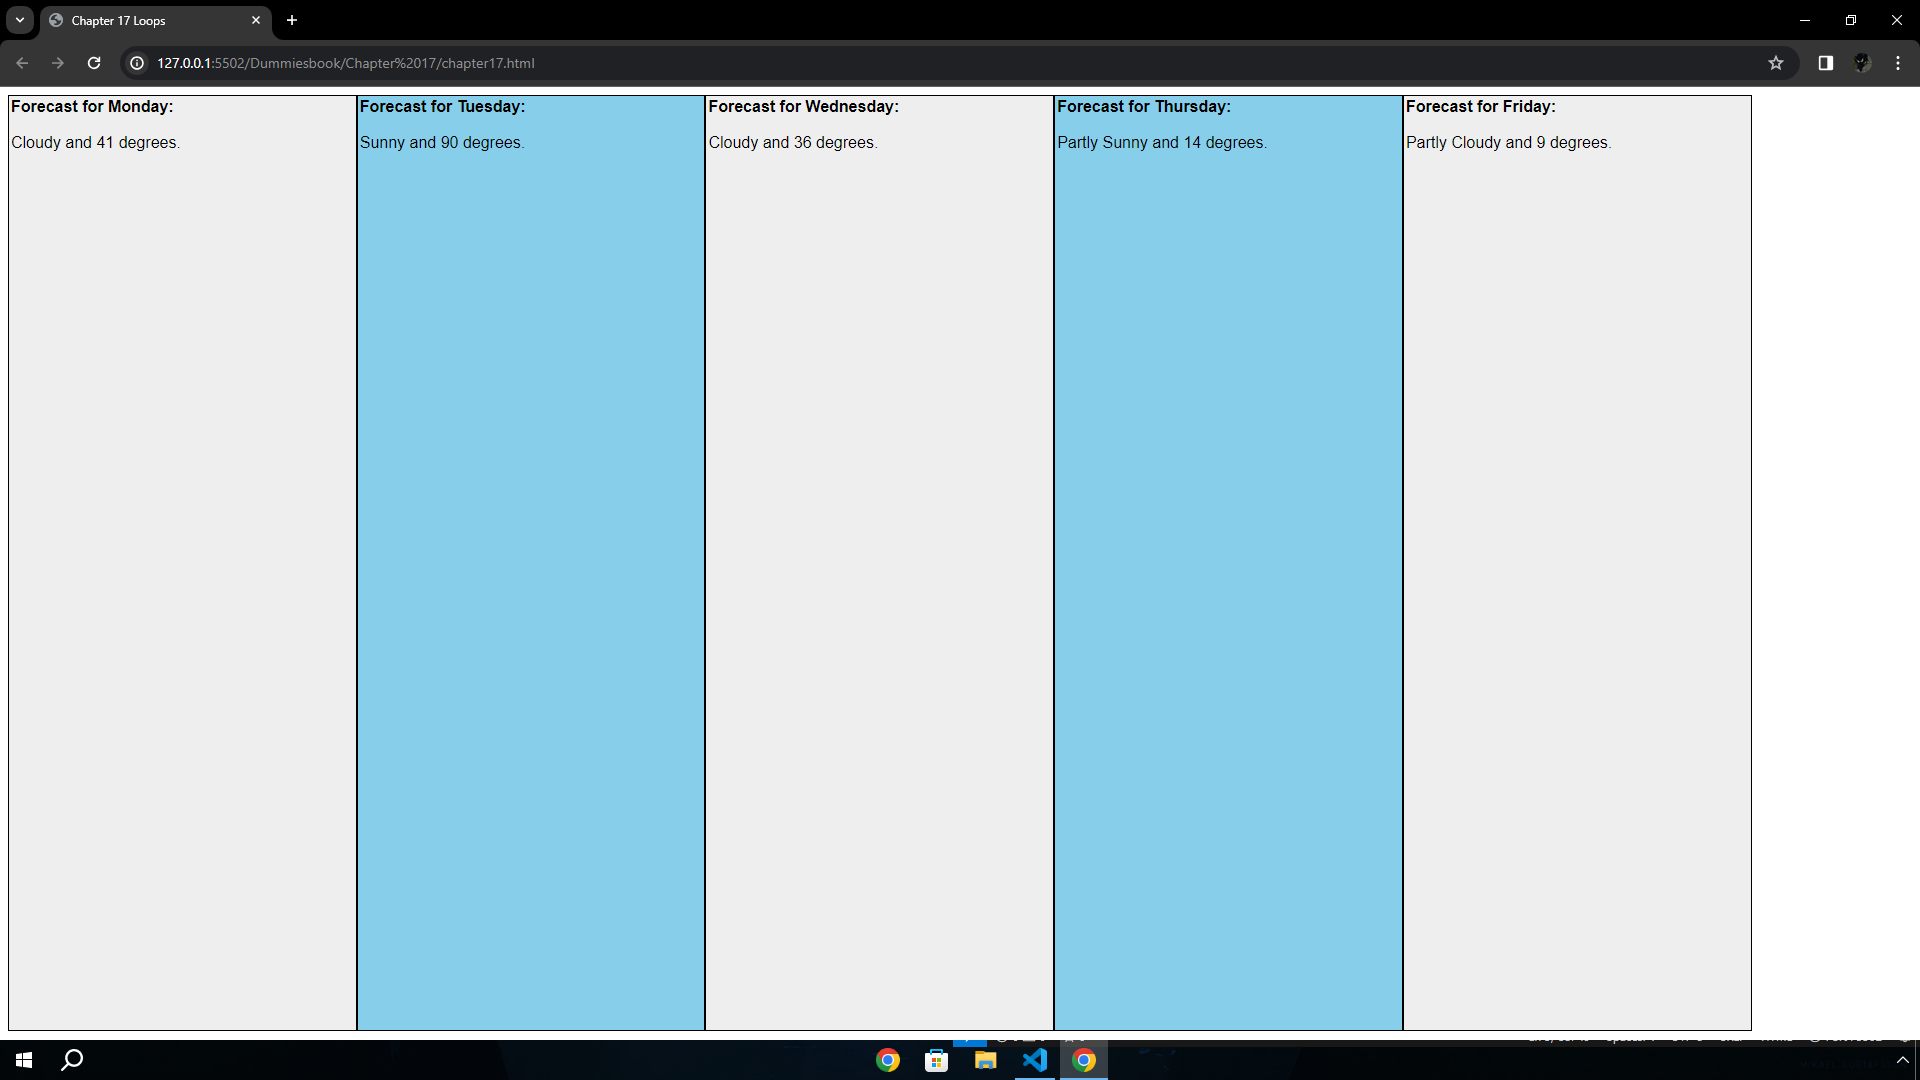 Chapter 17 Loops
127.0.0.1:5502/Dummiesbook/Chapter%2017/chapter17.html
Forecast for Monday:
Cloudy and 41 degrees.
Forecast for Tuesday:
Sunny and 90 degrees.
Forecast for Wednesday:
Cloudy and 36 degrees.
Forecast for Thursday:
Partly Sunny and 14 degrees.
Forecast for Friday:
Partly Cloudy and 9 degrees.